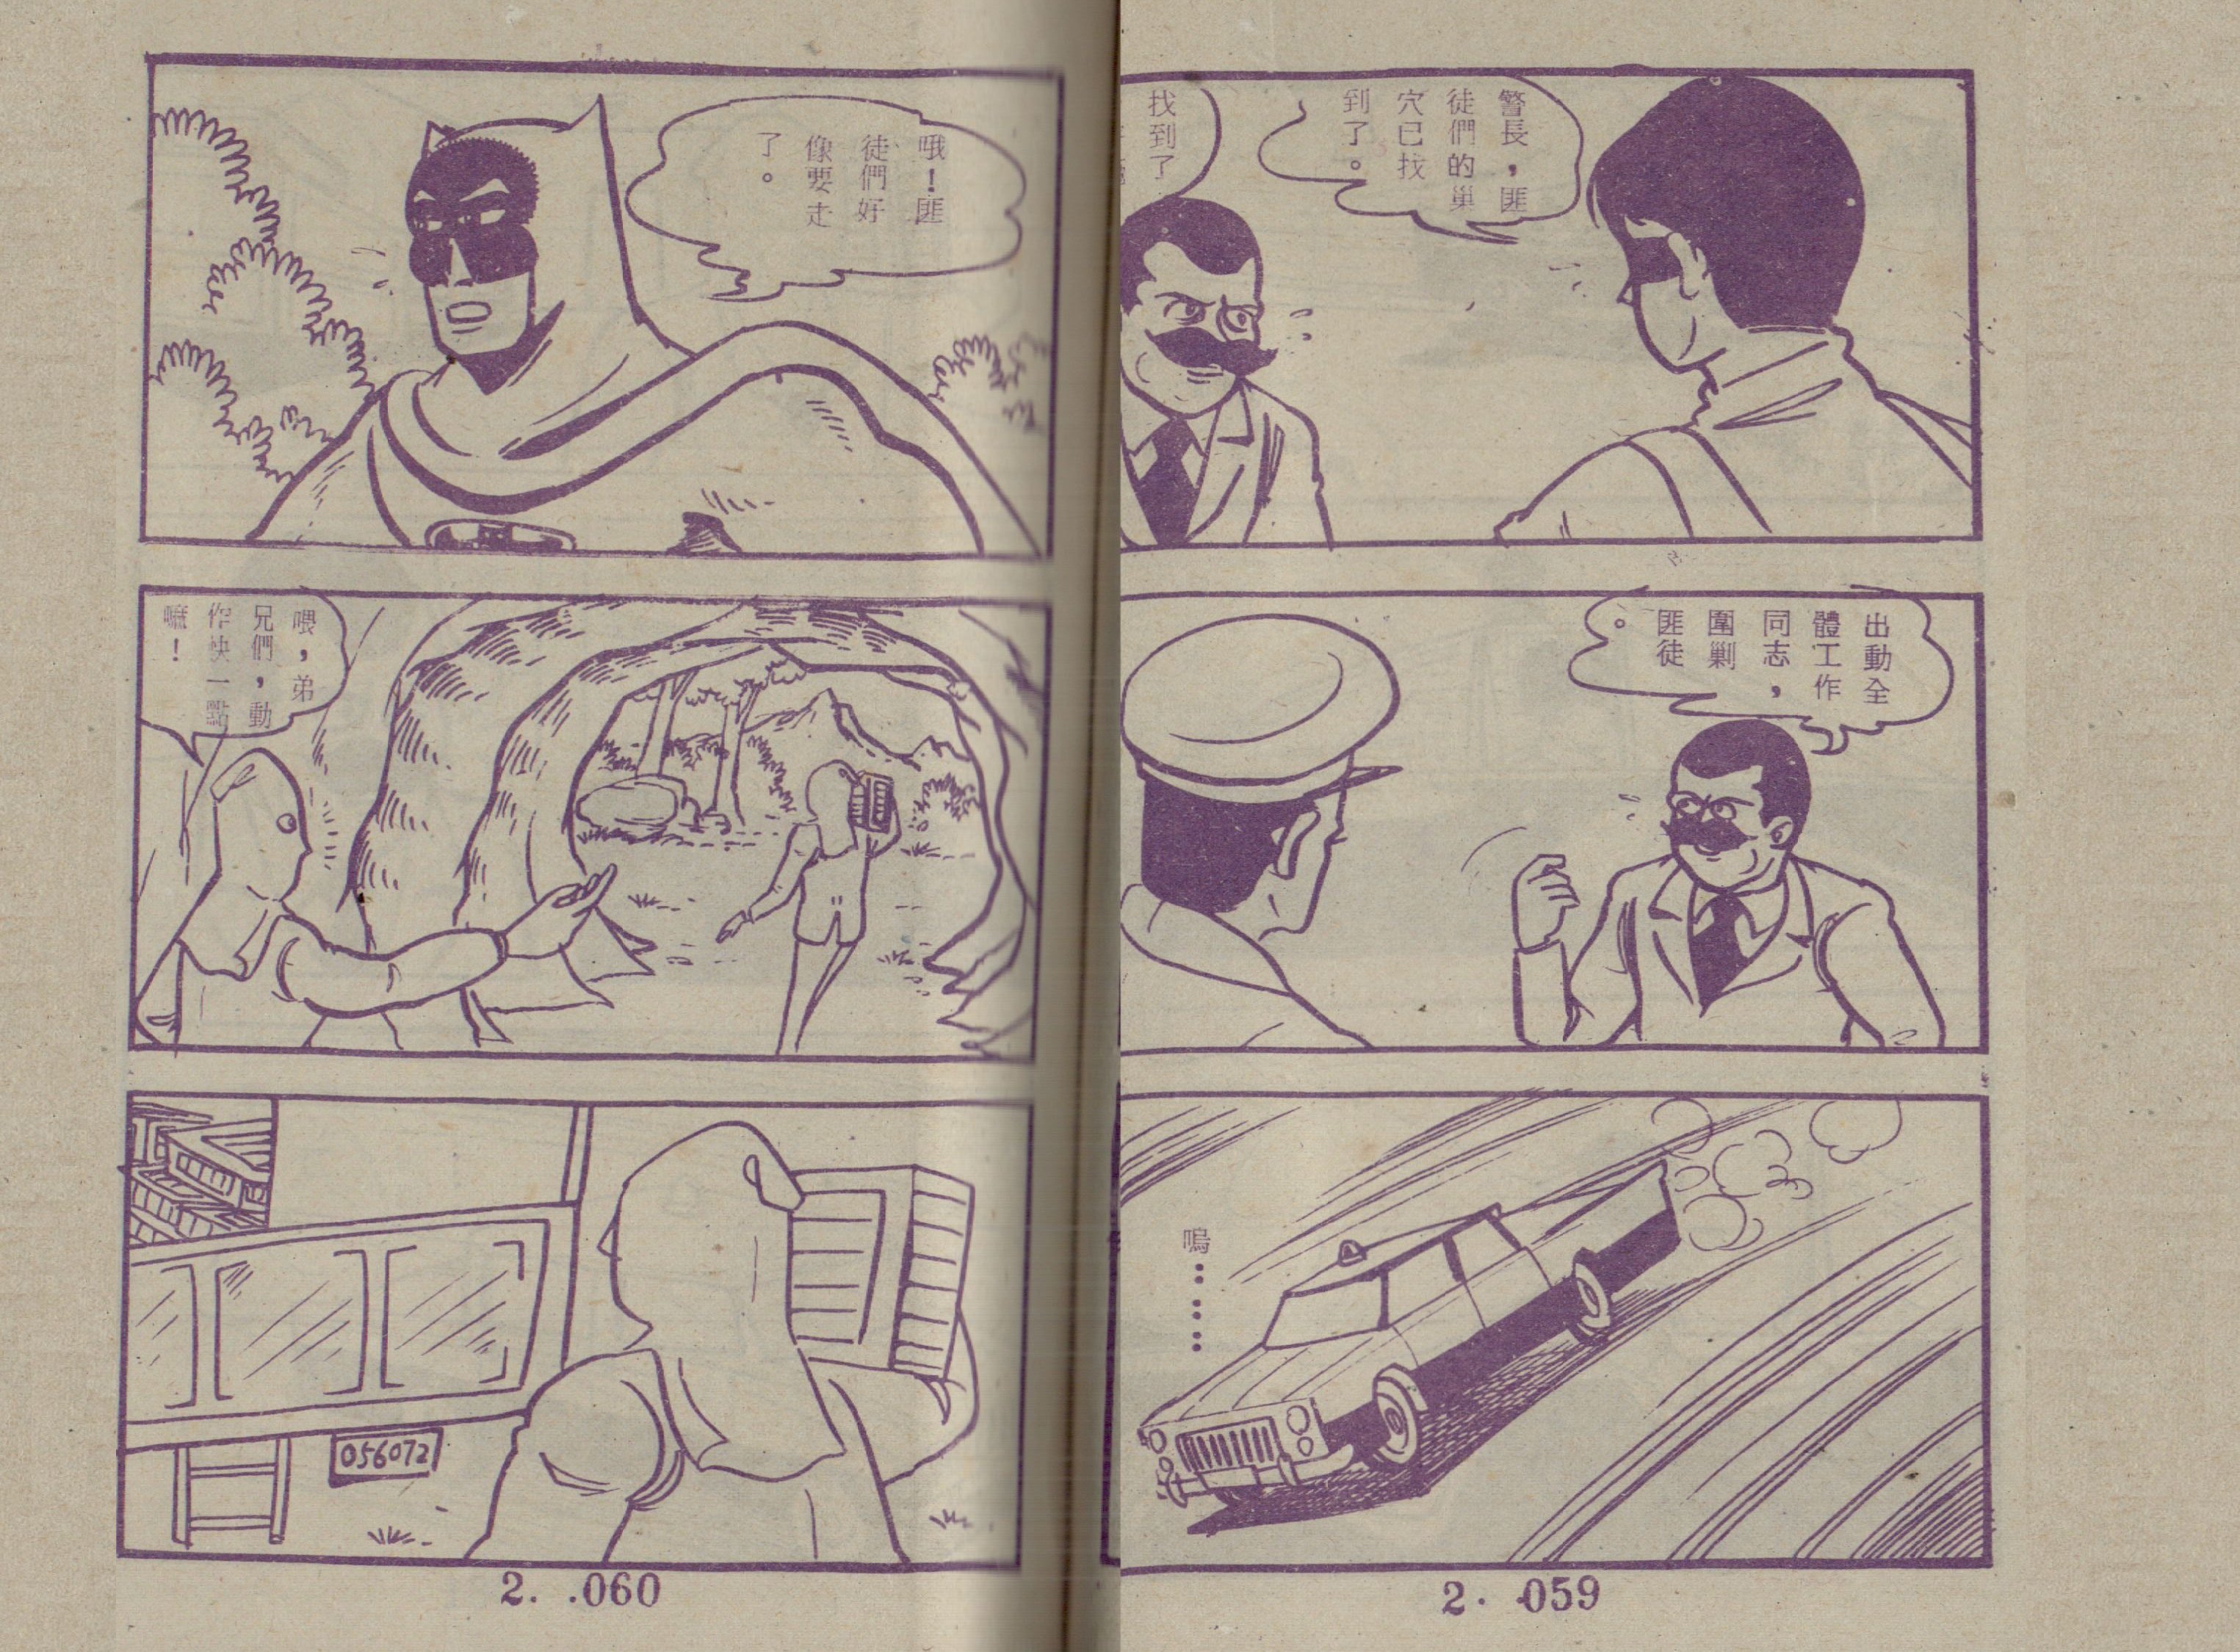 警長，匪
徒們的巢
穴已找
到了。
找到了
出動全
體工作
同志，
圍剿
匪徒
。
嗚……
2. .059
哦！匪
徒們好
像要走
了。
喂，弟
兄們，動
作快一點
嘛！
056072
2. .060